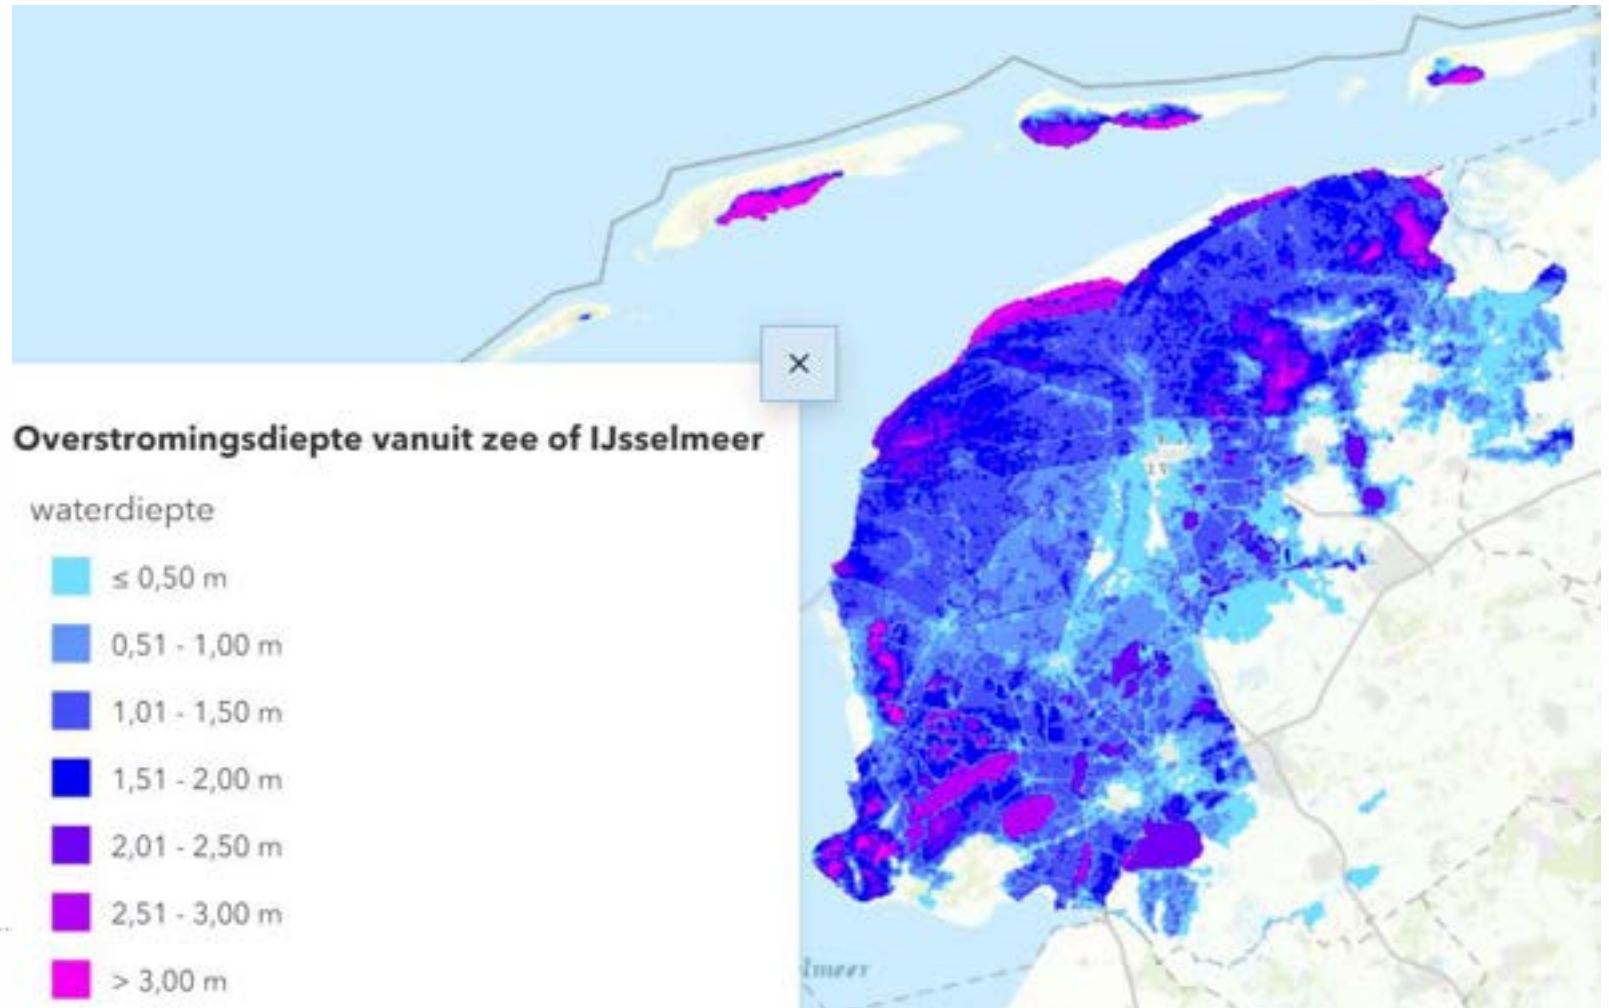 Overstromingsdiepte vanuit zee of IJsselmeer
waterdiepte
≤ 0,50 m
0,51 - 1,00 m
1,01 - 1,50 m
1,51 - 2,00 m
2,01 - 2,50 m
2,51 - 3,00 m
> 3,00 m
lmeer